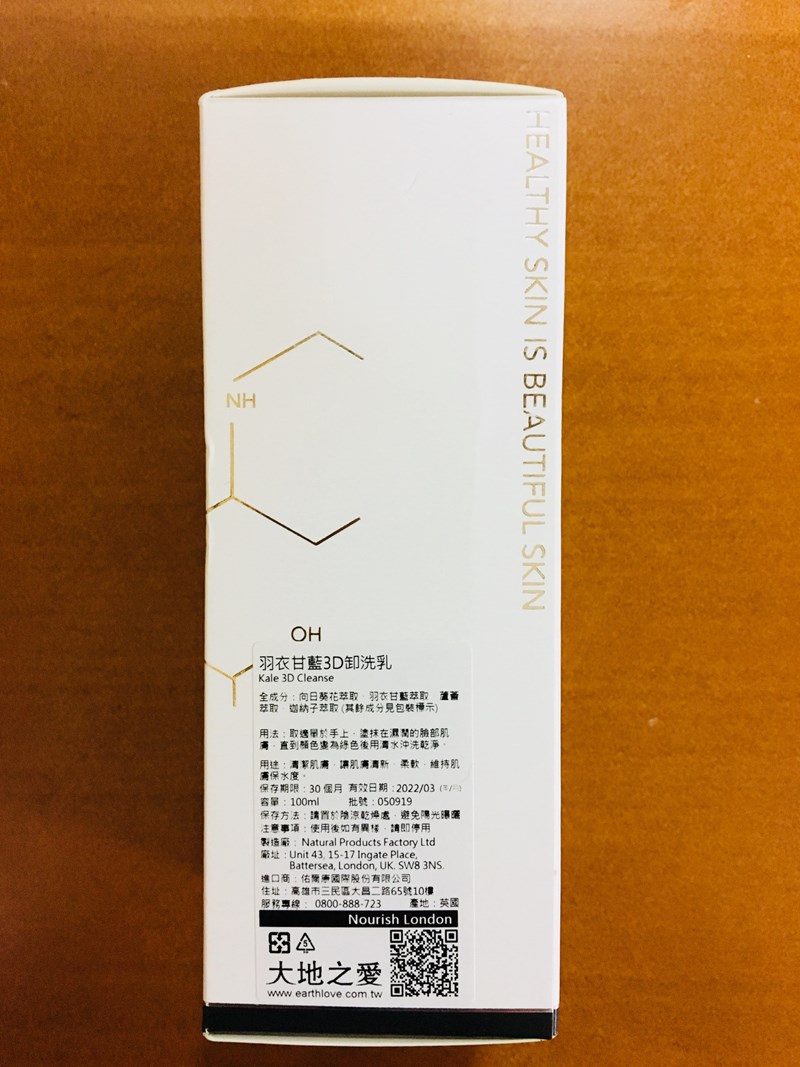 HEALTHY SKIN IS BEAUTIFUL SKIN
NH
OH
羽衣甘藍3D卸洗乳
Kale 3D Cleanse
全成分：向日葵花萃取 羽衣甘藍萃取 蘆薈
萃取 迦納子萃取 (其餘成分見包裝標示)
用法：取適量於手上，塗抹在濕潤的臉部肌
膚，直到顏色變為綠色後用清水沖洗乾淨。
用途：清潔肌膚，讓肌膚清新、柔軟，維持肌
膚保水度。
保存期限：30 個月 有效日期：2022/03 (年/月)
容量：100ml 批號：050919
保存方法：請置於陰涼乾燥處，避免陽光曝曬
注意事項：使用後如有異樣，請即停用
製造廠：Natural Products Factory Ltd
廠址：Unit 43, 15-17 Ingate Place,
Battersea, London, UK. SW8 3NS.
進口商：佑爾康國際股份有限公司
住址：高雄市三民區大昌二路65號10樓
服務專線： 0800-888-723 產地：英國
Nourish London
5
大地之愛
www earthlove com tw